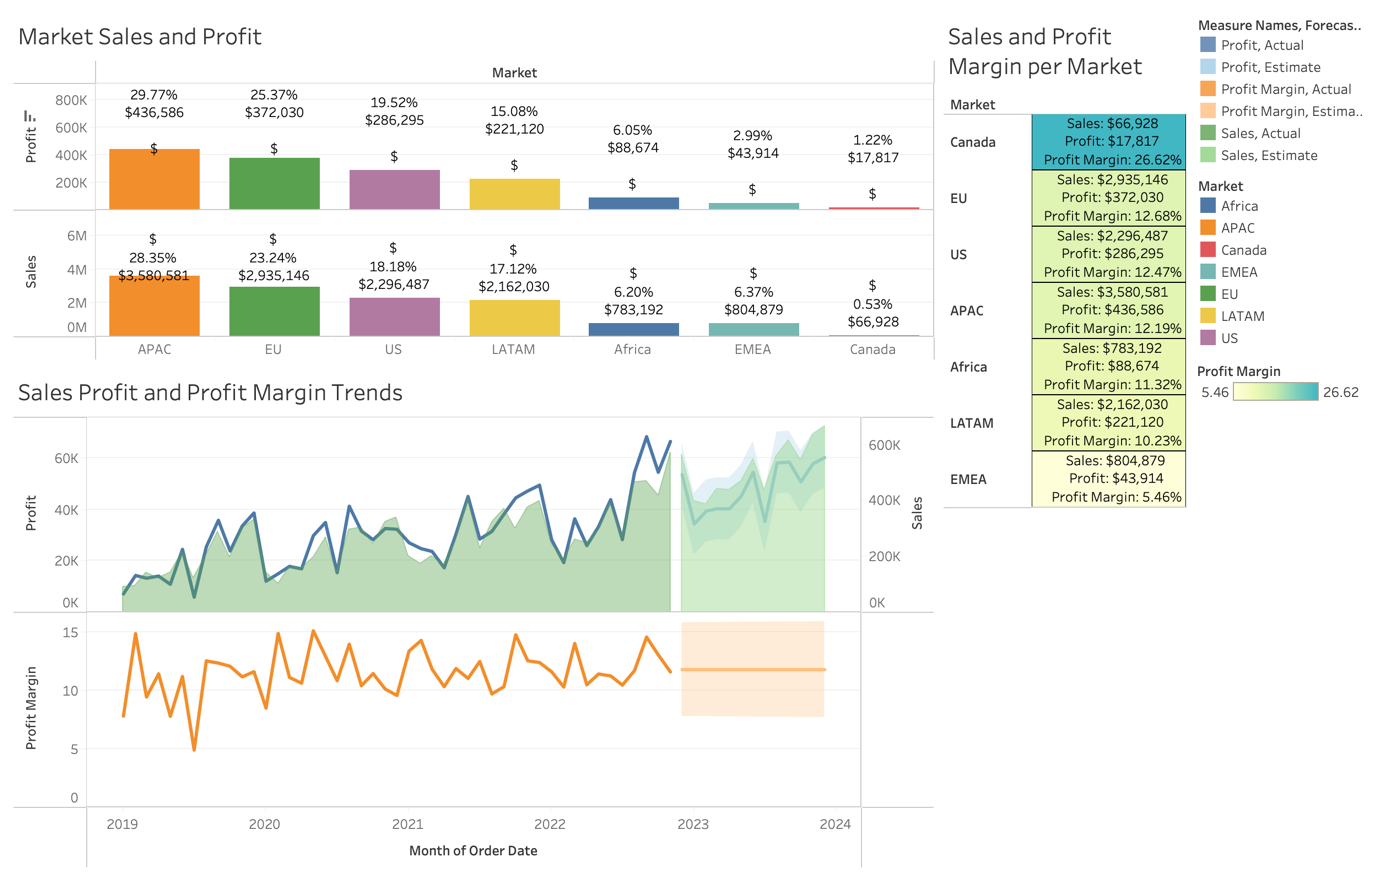 Market Sales and Profit
Market
Profit
800K
600K
400K
200K
29.77%
$436,586
$
25.37%
$372,030
$
19.52%
$286,295
$
15.08%
$221,120
$
6.05%
$88,674
$
2.99%
$43,914
$
1.22%
$17,817
$
Sales
6M
4M
2M
0M
$
28.35%
$3,580,581
$
23.24%
$2,935,146
$
18.18%
$2,296,487
$
17.12%
$2,162,030
$
6.20%
$783,192
$
6.37%
$804,879
$
0.53%
$66,928
APAC
EU
US
LATAM
Africa
EMEA
Canada
Sales Profit and Profit Margin Trends
Profit
60K
40K
20K
0K
600K
400K
200K
0K
Sales
Profit Margin
15
10
5
0
2019
2020
2021
2022
2023
2024
Month of Order Date
Sales and Profit
Margin per Market
Market
Canada
Sales: $66,928
Profit: $17,817
Profit Margin: 26.62%
EU
Sales: $2,935,146
Profit: $372,030
Profit Margin: 12.68%
US
Sales: $2,296,487
Profit: $286,295
Profit Margin: 12.47%
APAC
Sales: $3,580,581
Profit: $436,586
Profit Margin: 12.19%
Africa
Sales: $783,192
Profit: $88,674
Profit Margin: 11.32%
LATAM
Sales: $2,162,030
Profit: $221,120
Profit Margin: 10.23%
EMEA
Sales: $804,879
Profit: $43,914
Profit Margin: 5.46%
Measure Names, Forecas..
Profit, Actual
Profit, Estimate
Profit Margin, Actual
Profit Margin, Estima..
Sales, Actual
Sales, Estimate
Market
Africa
APAC
Canada
EMEA
EU
LATAM
US
Profit Margin
5.46
26.62